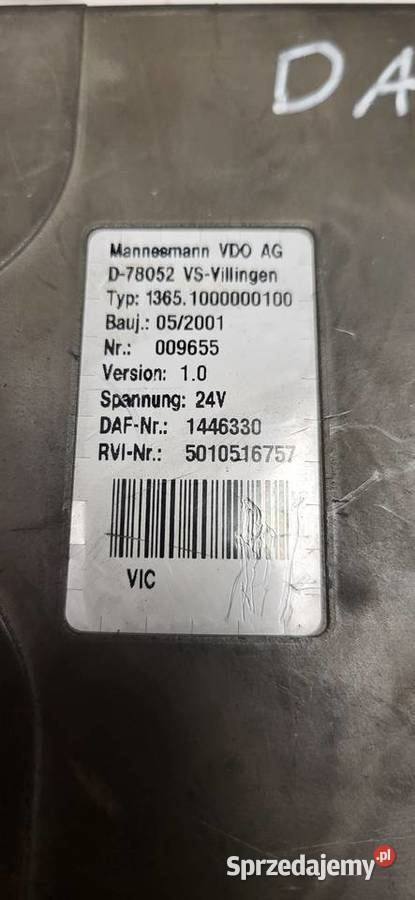 DA
Mannesmann VDO AG
D-78052 VS-Villingen
Typ: 1365.1000000100
Bauj.: 05/2001
Nr.: 009655
Version: 1.0
Spannung: 24V
DAF-Nr.: 1446330
RVI-Nr.: 5010516757
VIC
Sprzedajemy.pl